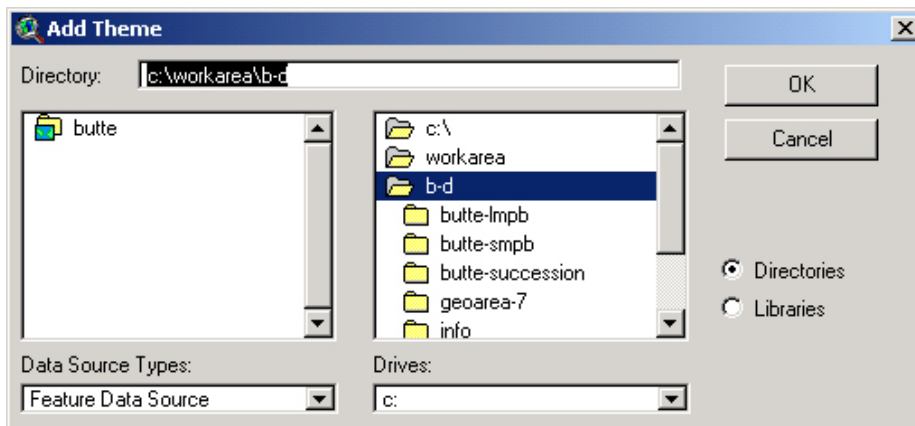 Add Theme
Directory: c:\workarea\b-d
butte
c:\
workarea
b-d
butte-lmpb
butte-smpb
butte-succession
geoarea-7
info
OK
Cancel
Directories
Libraries
Data Source Types:
Feature Data Source
Drives:
c: